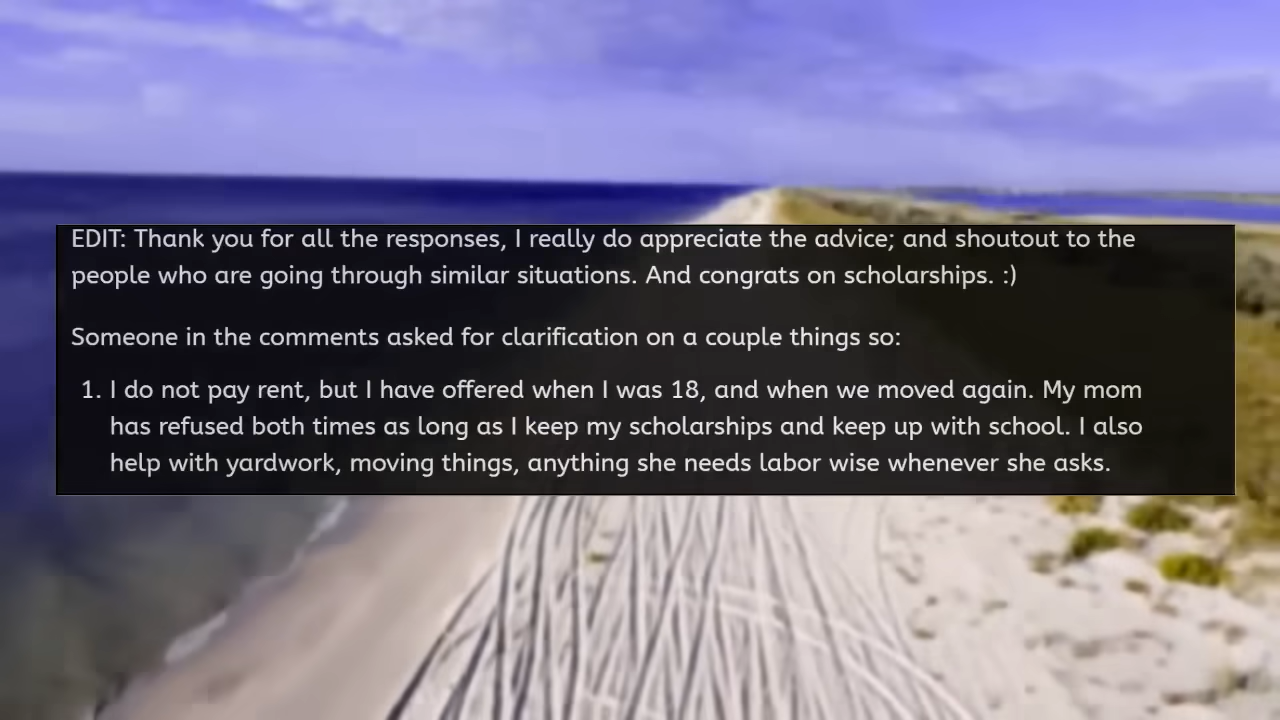 EDIT: Thank you for all the responses, I really do appreciate the advice; and shoutout to the
people who are going through similar situations. And congrats on scholarships. :)
Someone in the comments asked for clarification on a couple things so:
1. I do not pay rent, but I have offered when I was 18, and when we moved again. My mom
has refused both times as long as I keep my scholarships and keep up with school. I also
help with yardwork, moving things, anything she needs labor wise whenever she asks.